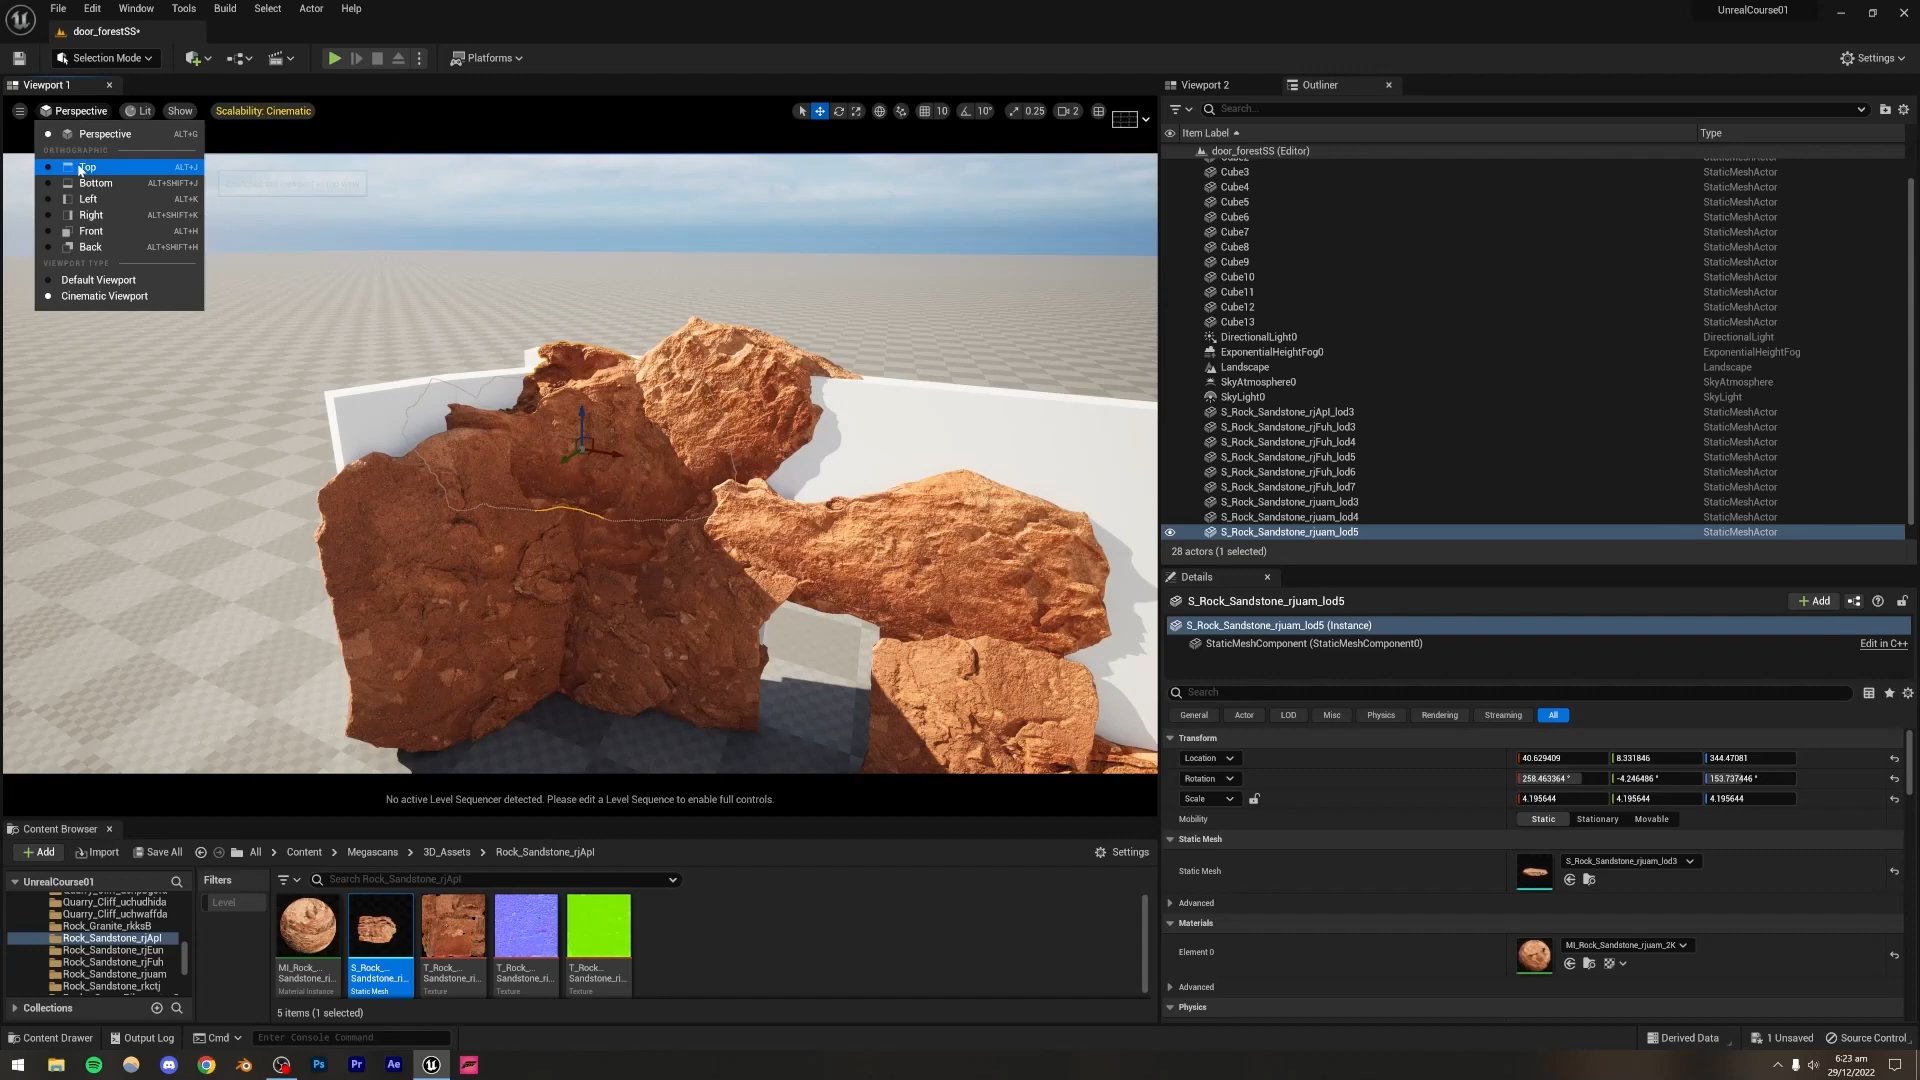 File Edit Window Tools Build Select Actor Help
UnrealCourse01
door_forestSS*
Selection Mode
Platforms
Settings
Viewport 1
Viewport 2
Outliner
Perspective
Lit
Show
Scalability: Cinematic
10
10°
0.25
2
Search...
Item Label
Type
Perspective ALT+G
ORTHOGRAPHIC
Top ALT+J
Bottom ALT+SHIFT+J
Left ALT+K
Right ALT+SHIFT+K
Front ALT+H
Back ALT+SHIFT+H
VIEWPORT TYPE
Default Viewport
Cinematic Viewport
door_forestSS (Editor)
Cube2 StaticMeshActor
Cube3 StaticMeshActor
Cube4 StaticMeshActor
Cube5 StaticMeshActor
Cube6 StaticMeshActor
Cube7 StaticMeshActor
Cube8 StaticMeshActor
Cube9 StaticMeshActor
Cube10 StaticMeshActor
Cube11 StaticMeshActor
Cube12 StaticMeshActor
Cube13 StaticMeshActor
DirectionalLight0 DirectionalLight
ExponentialHeightFog0 ExponentialHeightFog
Landscape Landscape
SkyAtmosphere0 SkyAtmosphere
SkyLight0 SkyLight
S_Rock_Sandstone_rjApI_lod3 StaticMeshActor
S_Rock_Sandstone_rjFuh_lod3 StaticMeshActor
S_Rock_Sandstone_rjFuh_lod4 StaticMeshActor
S_Rock_Sandstone_rjFuh_lod5 StaticMeshActor
S_Rock_Sandstone_rjFuh_lod6 StaticMeshActor
S_Rock_Sandstone_rjFuh_lod7 StaticMeshActor
S_Rock_Sandstone_rjuam_lod3 StaticMeshActor
S_Rock_Sandstone_rjuam_lod4 StaticMeshActor
S_Rock_Sandstone_rjuam_lod5 StaticMeshActor
28 actors (1 selected)
Details
S_Rock_Sandstone_rjuam_lod5
Add
S_Rock_Sandstone_rjuam_lod5 (Instance)
StaticMeshComponent (StaticMeshComponent0)
Edit in C++
Search
General Actor LOD Misc Physics Rendering Streaming All
Transform
Location 40.629409 8.331846 344.47081
Rotation 258.463364 ° -4.246486 ° 153.737446 °
Scale 4.195644 4.195644 4.195644
Mobility Static Stationary Movable
Static Mesh
Static Mesh S_Rock_Sandstone_rjuam_lod3
Advanced
Materials
Element 0 MI_Rock_Sandstone_rjuam_2K
Advanced
Physics
No active Level Sequencer detected. Please edit a Level Sequence to enable full controls.
Content Browser
Add Import Save All All Content Megascans 3D_Assets Rock_Sandstone_rjApI Settings
UnrealCourse01
Filters
Search Rock_Sandstone_rjApI
Level
Quarry_Cliff_uchudhida
Quarry_Cliff_uchwaffda
Rock_Granite_rkksB
Rock_Sandstone_rjApI
Rock_Sandstone_rjEun
Rock_Sandstone_rjFuh
Rock_Sandstone_rjuam
Rock_Sandstone_rkctj
Collections
MI_Rock_... S_Rock_... T_Rock_... T_Rock_... T_Rock...
Sandstone_ri... Sandstone_ri... Sandstone_ri... Sandstone_ri... Sandstone_ri...
Material Instance Static Mesh Texture Texture Texture
5 items (1 selected)
Content Drawer Output Log Cmd Enter Console Command
Derived Data 1 Unsaved Source Control
Ps Pr Ae
6:23 am
29/12/2022